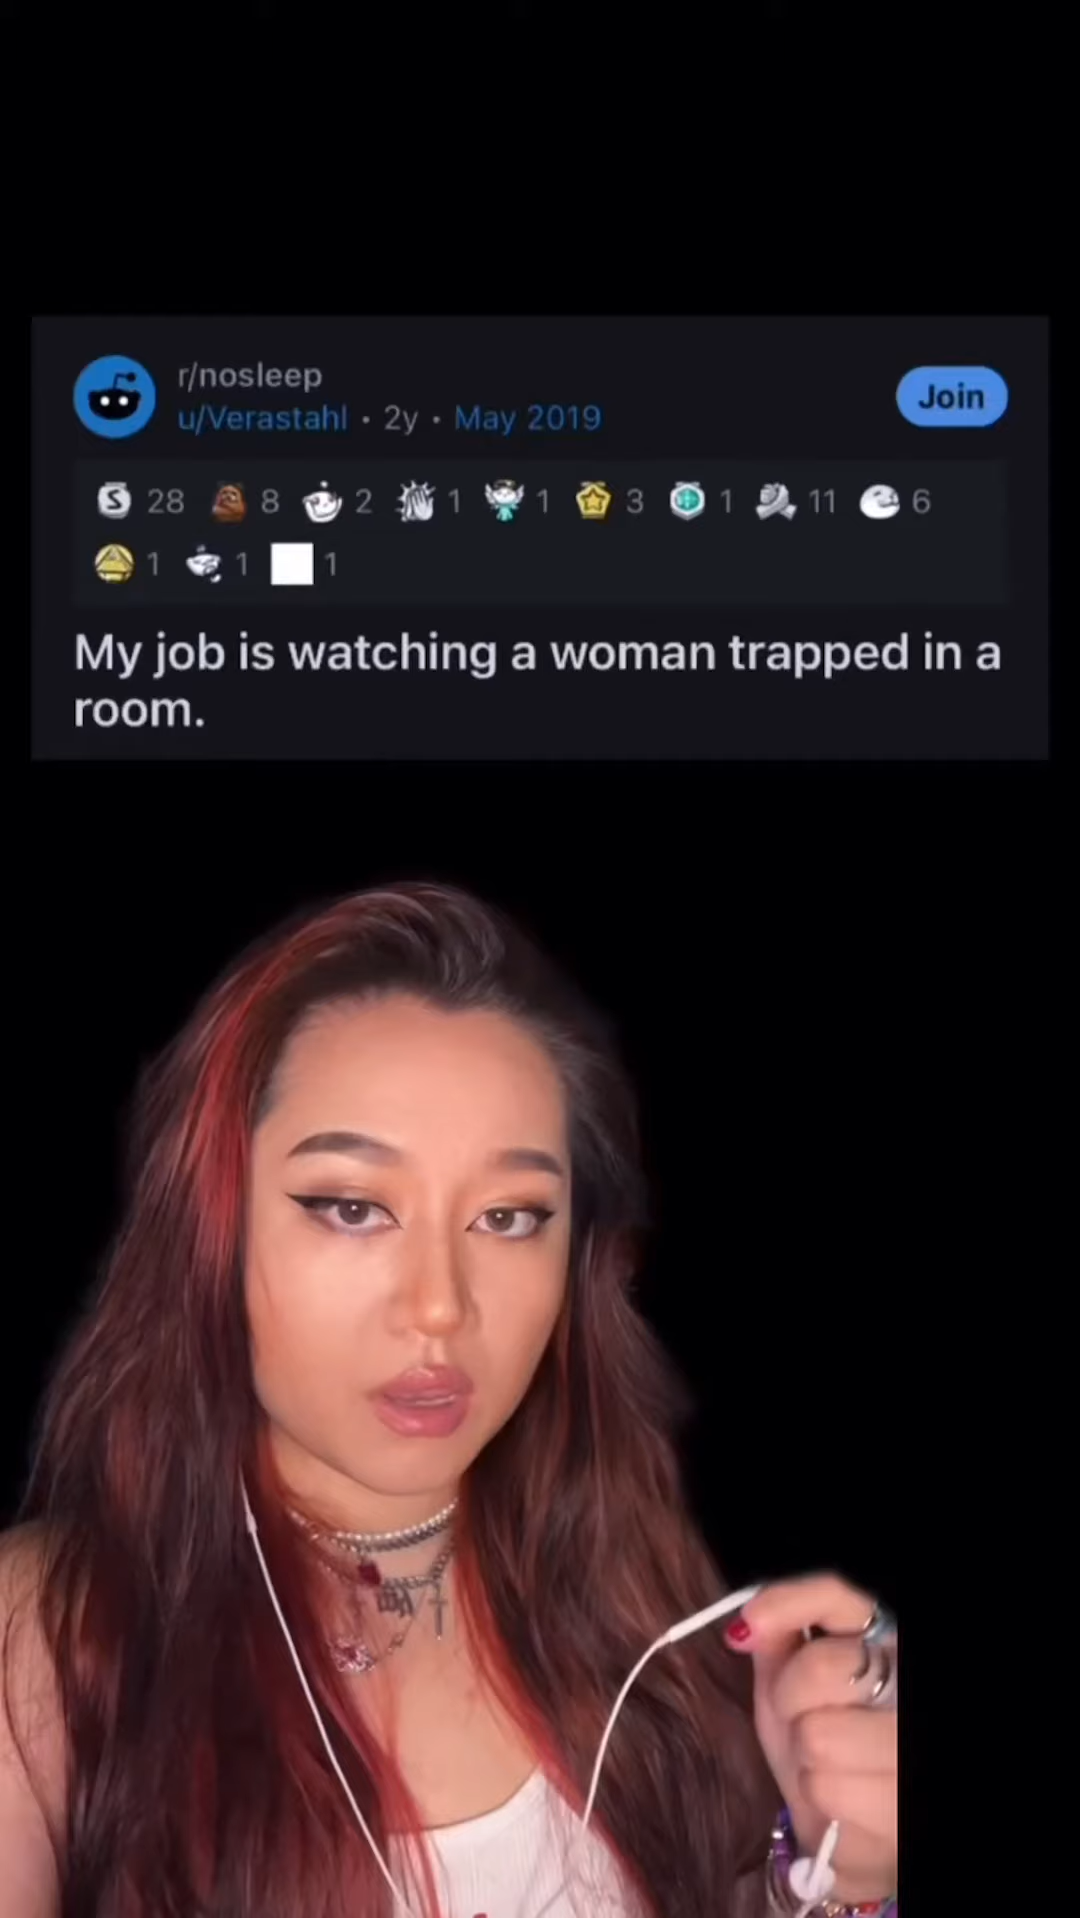 r/nosleep
u/Verastahl • 2y • May 2019
Join
S 28 8 2 1 1 3 1 11 6
1 1 1
My job is watching a woman trapped in a
room.